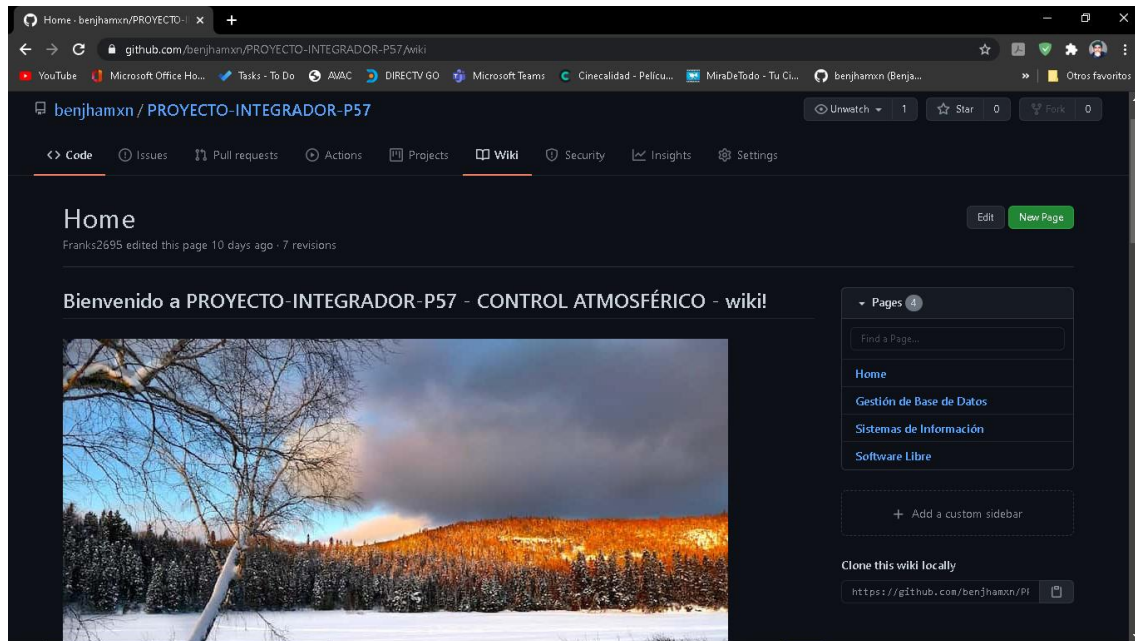 Home · benjhamxn/PROYECTO-I
github.com/benjhamxn/PROYECTO-INTEGRADOR-P57/wiki
YouTube Microsoft Office Ho... Tasks - To Do AVAC DIRECTV GO Microsoft Teams Cinecalidad - Pelícu... MiraDeTodo - Tu Ci... benjhamxn (Benja... » Otros favoritos
benjhamxn / PROYECTO-INTEGRADOR-P57
Unwatch 1 Star 0 Fork 0
Code Issues Pull requests Actions Projects Wiki Security Insights Settings
Home
Edit New Page
Franks2695 edited this page 10 days ago · 7 revisions
Bienvenido a PROYECTO-INTEGRADOR-P57 - CONTROL ATMOSFÉRICO - wiki!
Pages 4
Find a Page...
Home
Gestión de Base de Datos
Sistemas de Información
Software Libre
+ Add a custom sidebar
Clone this wiki locally
https://github.com/benjhamxn/PR